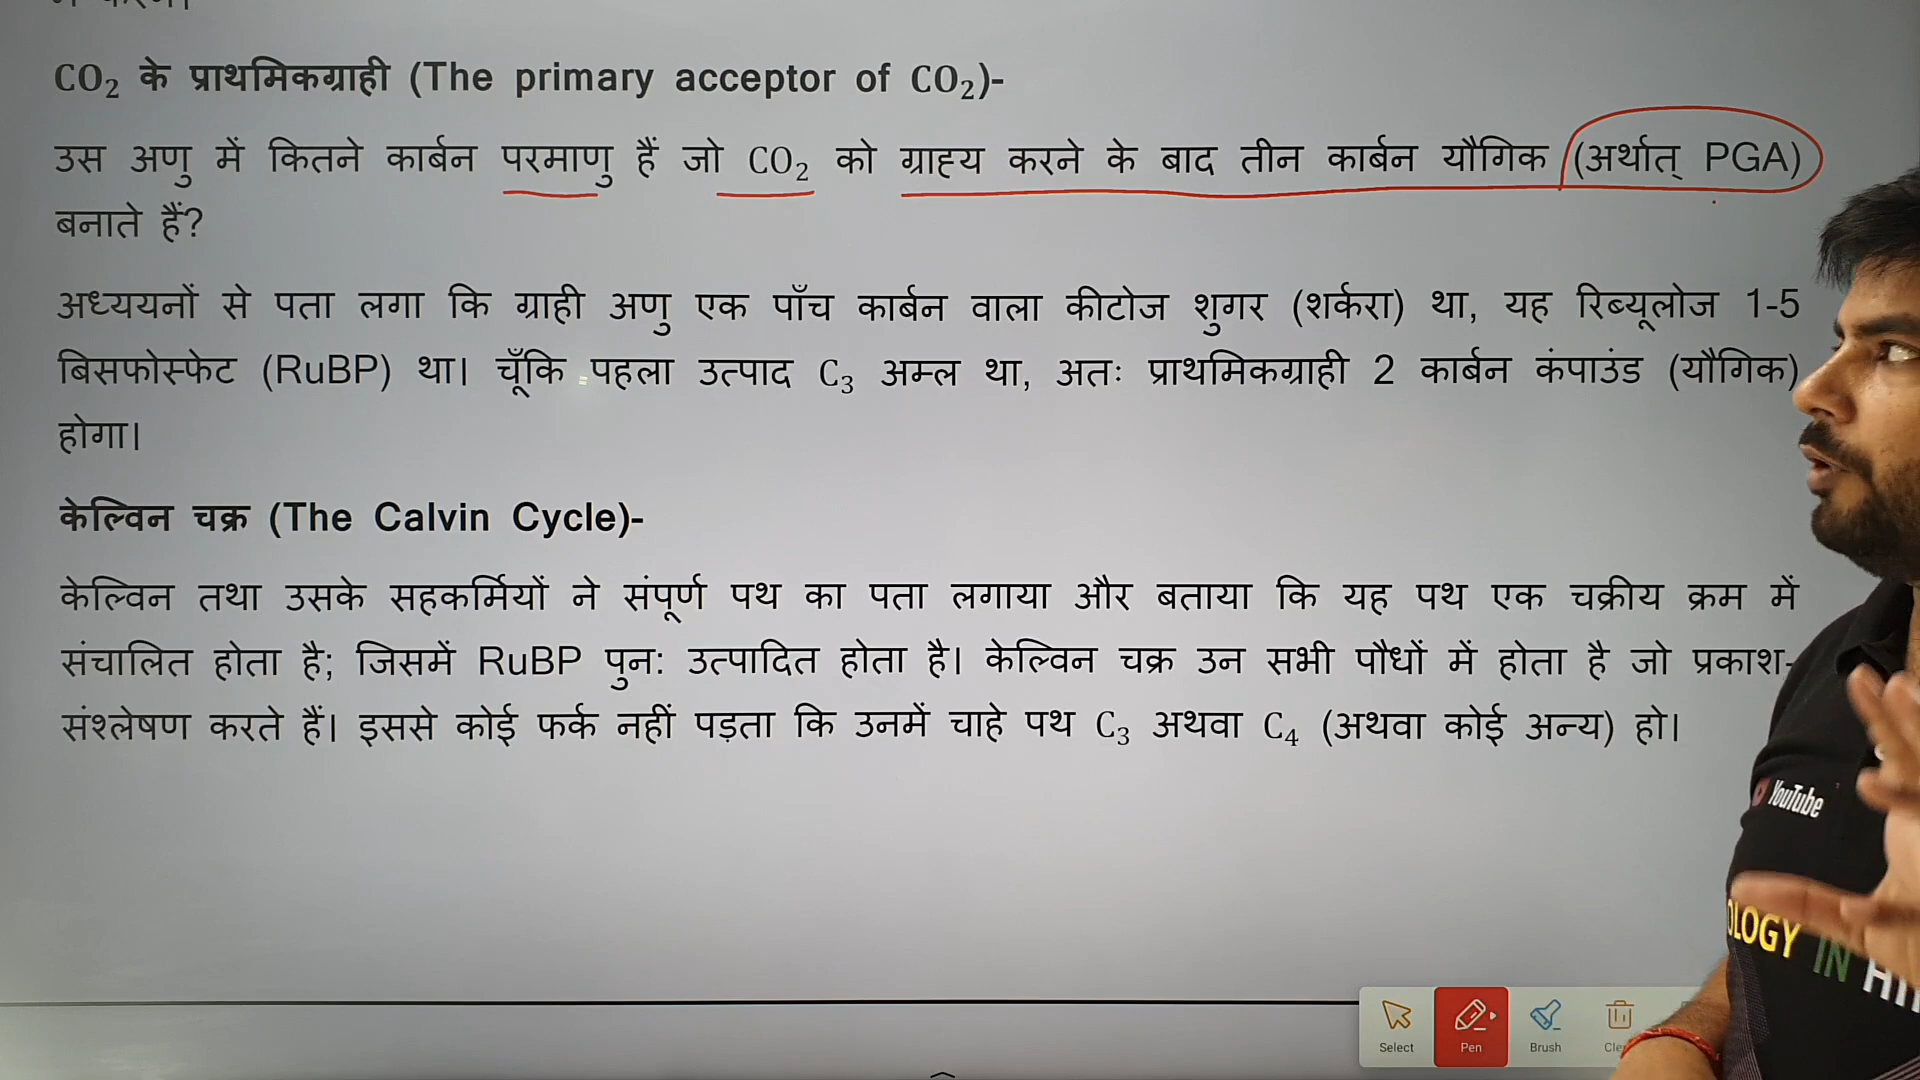 CO₂ के प्राथमिकग्राही (The primary acceptor of CO₂)-
उस अणु में कितने कार्बन परमाणु हैं जो CO₂ को ग्राह्य करने के बाद तीन कार्बन यौगिक (अर्थात् PGA)
बनाते हैं?
अध्ययनों से पता लगा कि ग्राही अणु एक पाँच कार्बन वाला कीटोज शुगर (शर्करा) था, यह रिब्यूलोज 1-5
बिसफोस्फेट (RuBP) था। चूँकि पहला उत्पाद C₃ अम्ल था, अतः प्राथमिकग्राही 2 कार्बन कंपाउंड (यौगिक)
होगा।
केल्विन चक्र (The Calvin Cycle)-
केल्विन तथा उसके सहकर्मियों ने संपूर्ण पथ का पता लगाया और बताया कि यह पथ एक चक्रीय क्रम में
संचालित होता है; जिसमें RuBP पुन: उत्पादित होता है। केल्विन चक्र उन सभी पौधों में होता है जो प्रकाश-
संश्लेषण करते हैं। इससे कोई फर्क नहीं पड़ता कि उनमें चाहे पथ C₃ अथवा C₄ (अथवा कोई अन्य) हो।
YouTube
OLOGY IN HI
Select Pen Brush